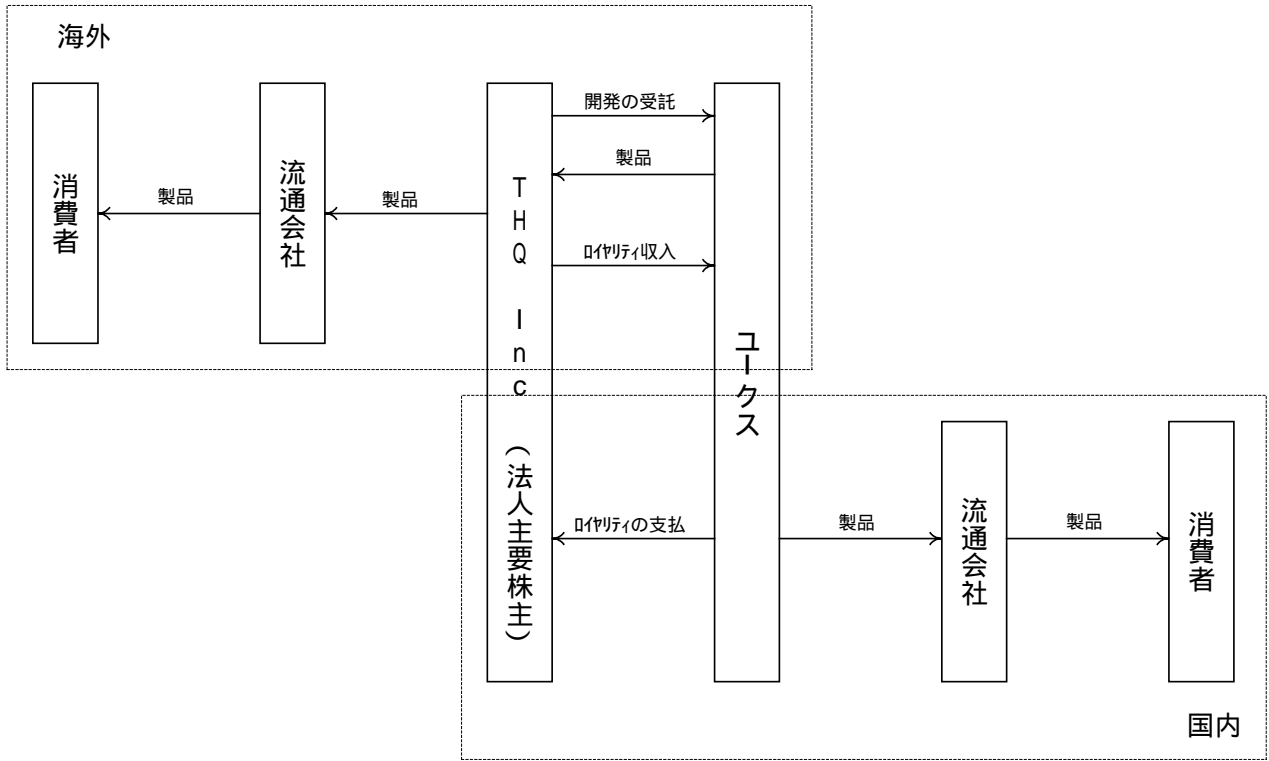 海外
開発の受託
製品
ﾛｲﾔﾘﾃｨ収入
製品
製品
消費者
流通会社
THQ Inc (法人主要株主)
ユークス
ﾛｲﾔﾘﾃｨの支払
製品
製品
流通会社
消費者
国内